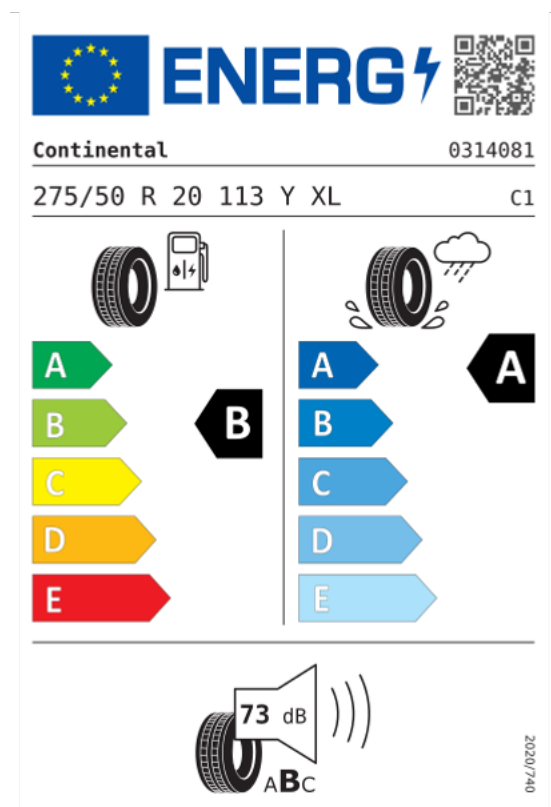 ENERG
Continental 0314081
275/50 R 20 113 Y XL C1
A A A
B B B
C C
D D
E E
73 dB
ABC
2020/740